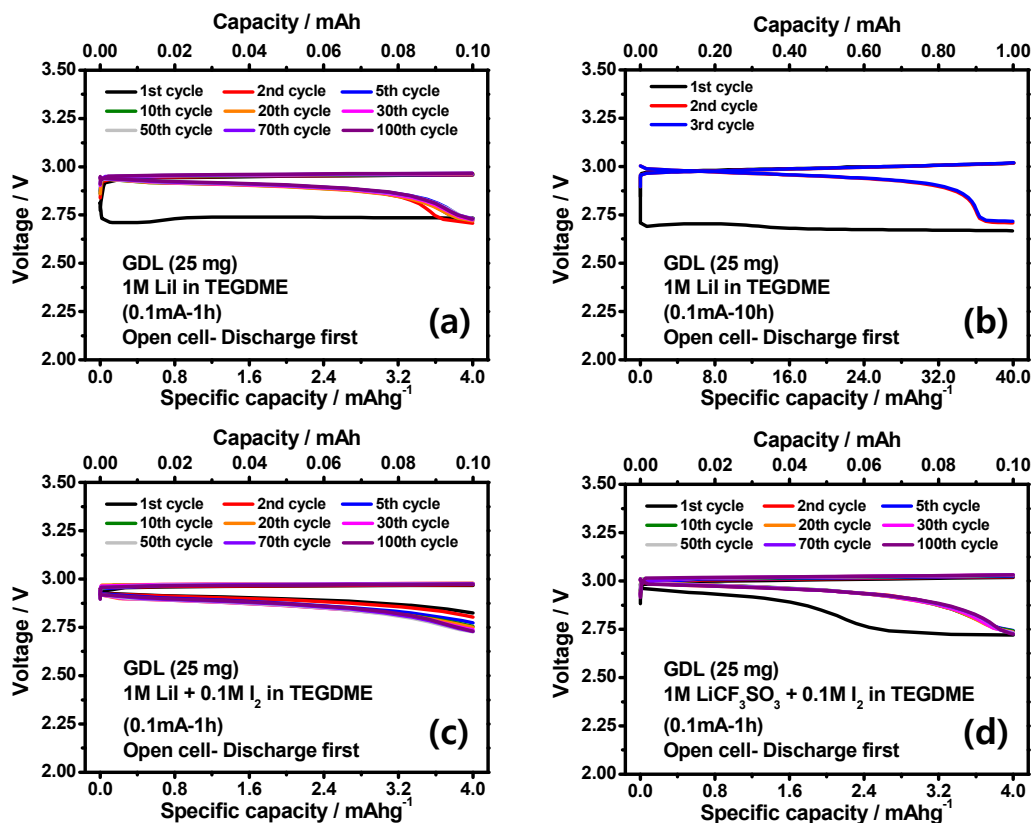 Capacity / mAh
0.00 0.02 0.04 0.06 0.08 0.10
3.50
3.25
3.00
2.75
2.50
2.25
2.00
Voltage / V
1st cycle 2nd cycle 5th cycle
10th cycle 20th cycle 30th cycle
50th cycle 70th cycle 100th cycle
GDL (25 mg)
1M LiI in TEGDME
(0.1mA-1h)
Open cell- Discharge first
(a)
0.0 0.8 1.6 2.4 3.2 4.0
Specific capacity / mAhg⁻¹
Capacity / mAh
0.00 0.20 0.40 0.60 0.80 1.00
3.50
3.25
3.00
2.75
2.50
2.25
2.00
Voltage / V
1st cycle
2nd cycle
3rd cycle
GDL (25 mg)
1M LiI in TEGDME
(0.1mA-10h)
Open cell- Discharge first
(b)
0.0 8.0 16.0 24.0 32.0 40.0
Specific capacity / mAhg⁻¹
Capacity / mAh
0.00 0.02 0.04 0.06 0.08 0.10
3.50
3.25
3.00
2.75
2.50
2.25
2.00
Voltage / V
1st cycle 2nd cycle 5th cycle
10th cycle 20th cycle 30th cycle
50th cycle 70th cycle 100th cycle
GDL (25 mg)
1M LiI + 0.1M I₂ in TEGDME
(0.1mA-1h)
Open cell- Discharge first
(c)
0.0 0.8 1.6 2.4 3.2 4.0
Specific capacity / mAhg⁻¹
Capacity / mAh
0.00 0.02 0.04 0.06 0.08 0.10
3.50
3.25
3.00
2.75
2.50
2.25
2.00
Voltage / V
1st cycle 2nd cycle 5th cycle
10th cycle 20th cycle 30th cycle
50th cycle 70th cycle 100th cycle
GDL (25 mg)
1M LiCF₃SO₃ + 0.1M I₂ in TEGDME
(0.1mA-1h)
Open cell- Discharge first
(d)
0.0 8.0 16.0 24.0 32.0 40.0
Specific capacity / mAhg⁻¹